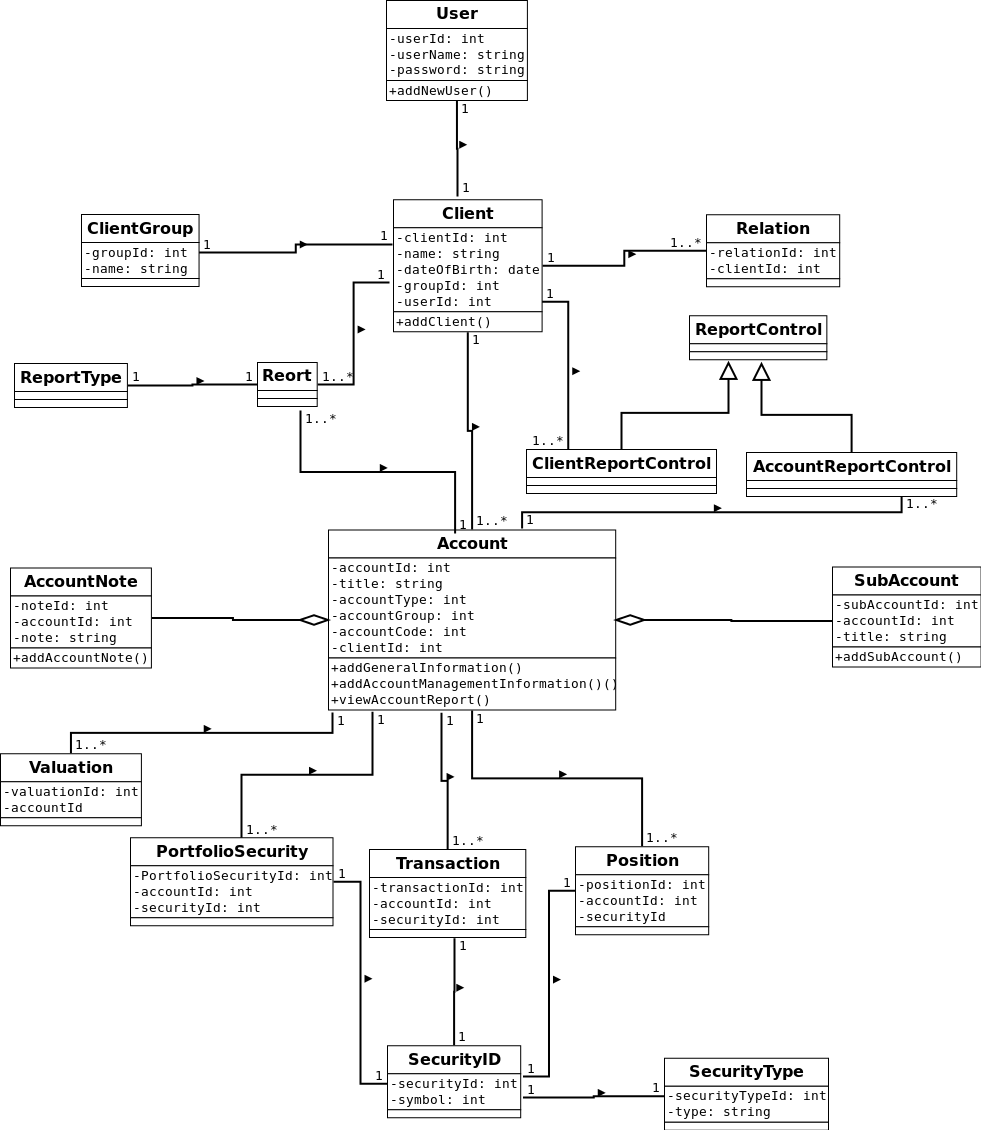 User
-userId: int
-userName: string
-password: string
+addNewUser()
1
1
ClientGroup
-groupId: int
-name: string
1
1
Client
-clientId: int
-name: string
-dateOfBirth: date
-groupId: int
-userId: int
+addClient()
1
1..*
Relation
-relationId: int
-clientId: int
1
1
ReportControl
ReportType
1
1
Reort
1..*
1..*
1
1..*
ClientReportControl
AccountReportControl
1..*
1
1..*
1
Account
-accountId: int
-title: string
-accountType: int
-accountGroup: int
-accountCode: int
-clientId: int
+addGeneralInformation()
+addAccountManagementInformation()()
+viewAccountReport()
AccountNote
-noteId: int
-accountId: int
-note: string
+addAccountNote()
SubAccount
-subAccountId: int
-accountId: int
-title: string
+addSubAccount()
1
1
1
1
1..*
Valuation
-valuationId: int
-accountId
1..*
PortfolioSecurity
-PortfolioSecurityId: int
-accountId: int
-securityId: int
1
1..*
Transaction
-transactionId: int
-accountId: int
-securityId: int
1
1..*
Position
-positionId: int
-accountId: int
-securityId
1
1
1
1
SecurityID
-securityId: int
-symbol: int
1
1
SecurityType
-securityTypeId: int
-type: string